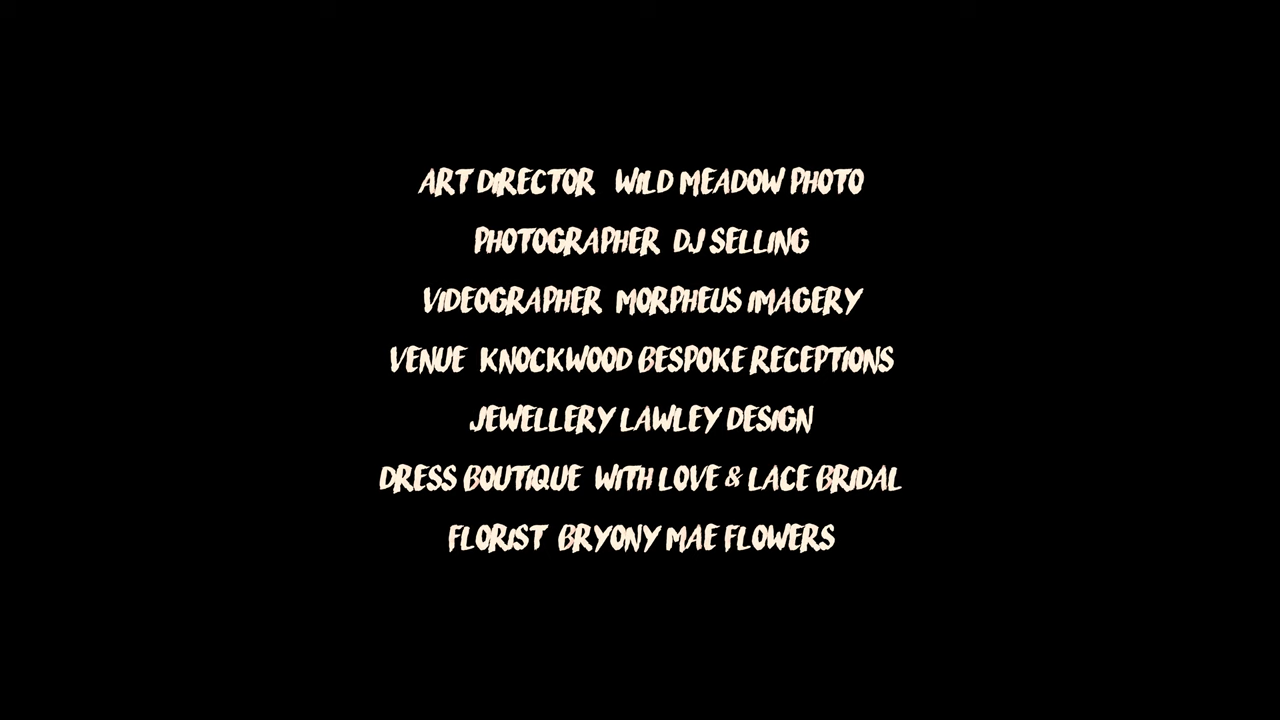 ART DIRECTOR WILD MEADOW PHOTO
PHOTOGRAPHER DJ SELLING
VIDEOGRAPHER MORPHEUS IMAGERY
VENUE KNOCKWOOD BESPOKE RECEPTIONS
JEWELLERY LAWLEY DESIGN
DRESS BOUTIQUE WITH LOVE & LACE BRIDAL
FLORIST BRYONY MAE FLOWERS